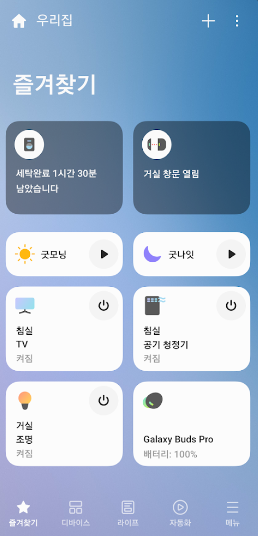 우리집
즐겨찾기
세탁완료 1시간 30분
남았습니다
거실 창문 열림
굿모닝
굿나잇
침실
TV
켜짐
침실
공기 청정기
켜짐
거실
조명
켜짐
Galaxy Buds Pro
배터리: 100%
즐겨찾기
디바이스
라이프
자동화
메뉴